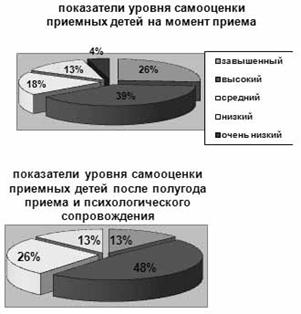 показатели уровня самооценки
приемных детей на момент приема
4%
13%
26%
18%
39%
завышенный
высокий
средний
низкий
очень низкий
показатели уровня самооценки
приемных детей после полугода
приема и психологического
сопровождения
13%
13%
26%
48%